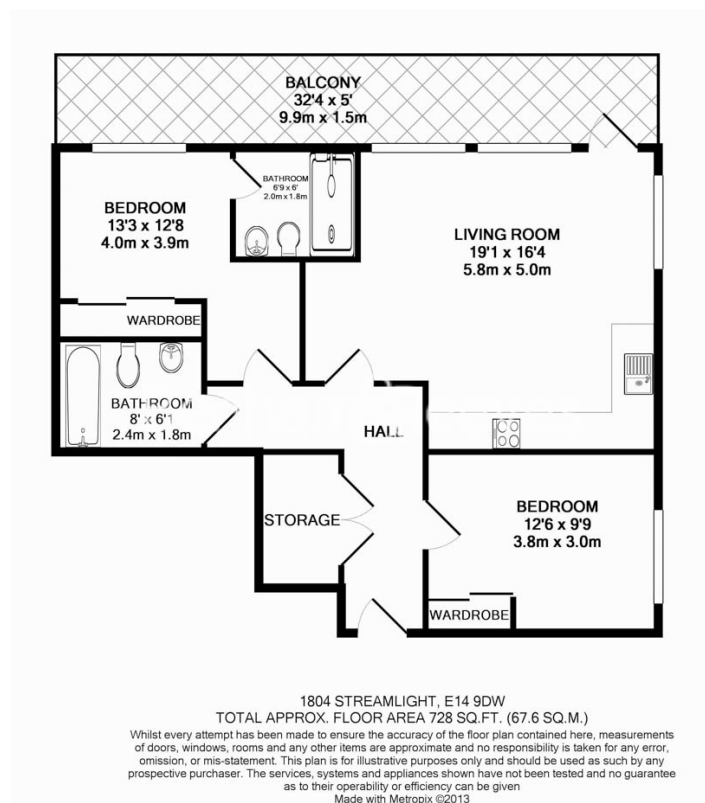 BALCONY
32'4 x 5'
9.9m x 1.5m
BATHROOM
6'9 x 6'
2.0m x 1.8m
BEDROOM
13'3 x 12'8
4.0m x 3.9m
LIVING ROOM
19'1 x 16'4
5.8m x 5.0m
WARDROBE
BATHROOM
8' x 6'1
2.4m x 1.8m
HALL
STORAGE
BEDROOM
12'6 x 9'9
3.8m x 3.0m
WARDROBE
1804 STREAMLIGHT, E14 9DW
TOTAL APPROX. FLOOR AREA 728 SQ.FT. (67.6 SQ.M.)
Whilst every attempt has been made to ensure the accuracy of the floor plan contained here, measurements
of doors, windows, rooms and any other items are approximate and no responsibility is taken for any error,
omission, or mis-statement. This plan is for illustrative purposes only and should be used as such by any
prospective purchaser. The services, systems and appliances shown have not been tested and no guarantee
as to their operability or efficiency can be given
Made with Metropix ©2013